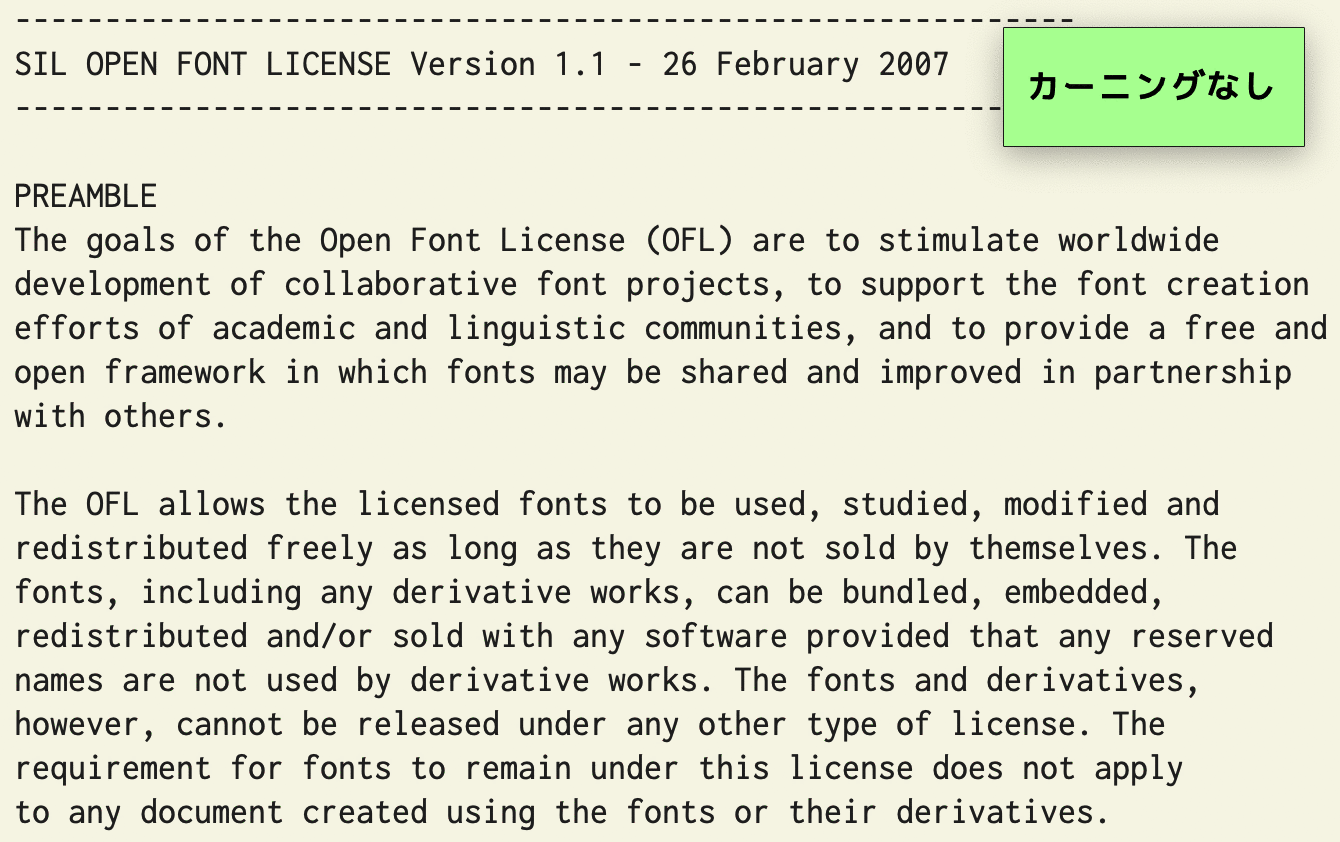 -----------------------------------------------------------
SIL OPEN FONT LICENSE Version 1.1 - 26 February 2007
-------------------------------------------------------
カーニングなし
PREAMBLE
The goals of the Open Font License (OFL) are to stimulate worldwide
development of collaborative font projects, to support the font creation
efforts of academic and linguistic communities, and to provide a free and
open framework in which fonts may be shared and improved in partnership
with others.
The OFL allows the licensed fonts to be used, studied, modified and
redistributed freely as long as they are not sold by themselves. The
fonts, including any derivative works, can be bundled, embedded,
redistributed and/or sold with any software provided that any reserved
names are not used by derivative works. The fonts and derivatives,
however, cannot be released under any other type of license. The
requirement for fonts to remain under this license does not apply
to any document created using the fonts or their derivatives.